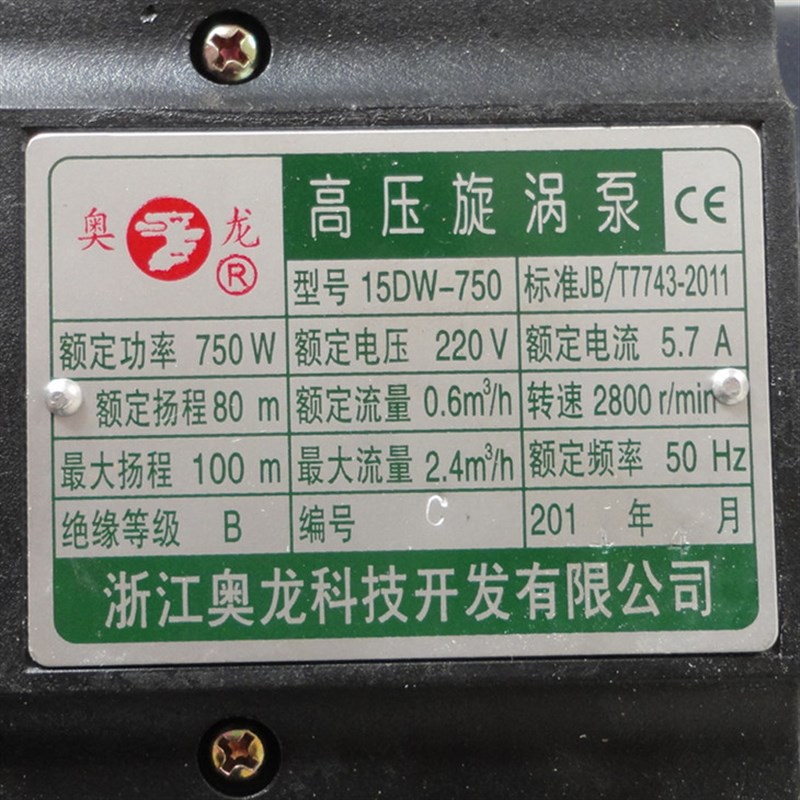 奥 龙 ®
高压旋涡泵 CE
型号 15DW-750 标准JB/T7743-2011
额定功率 750 W 额定电压 220 V 额定电流 5.7 A
额定扬程 80 m 额定流量 0.6m³/h 转速 2800 r/min
最大扬程 100 m 最大流量 2.4m³/h 额定频率 50 Hz
绝缘等级 B 编号 C 201 年 月
浙江奥龙科技开发有限公司